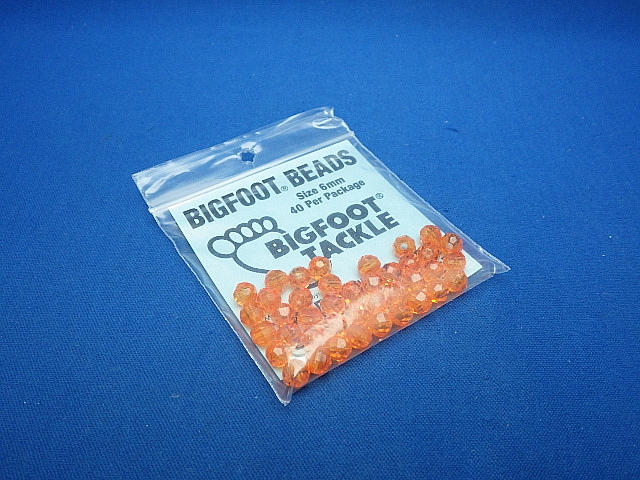 BIGFOOT® BEADS
Size 6mm
40 Per Package
BIGFOOT®
TACKLE